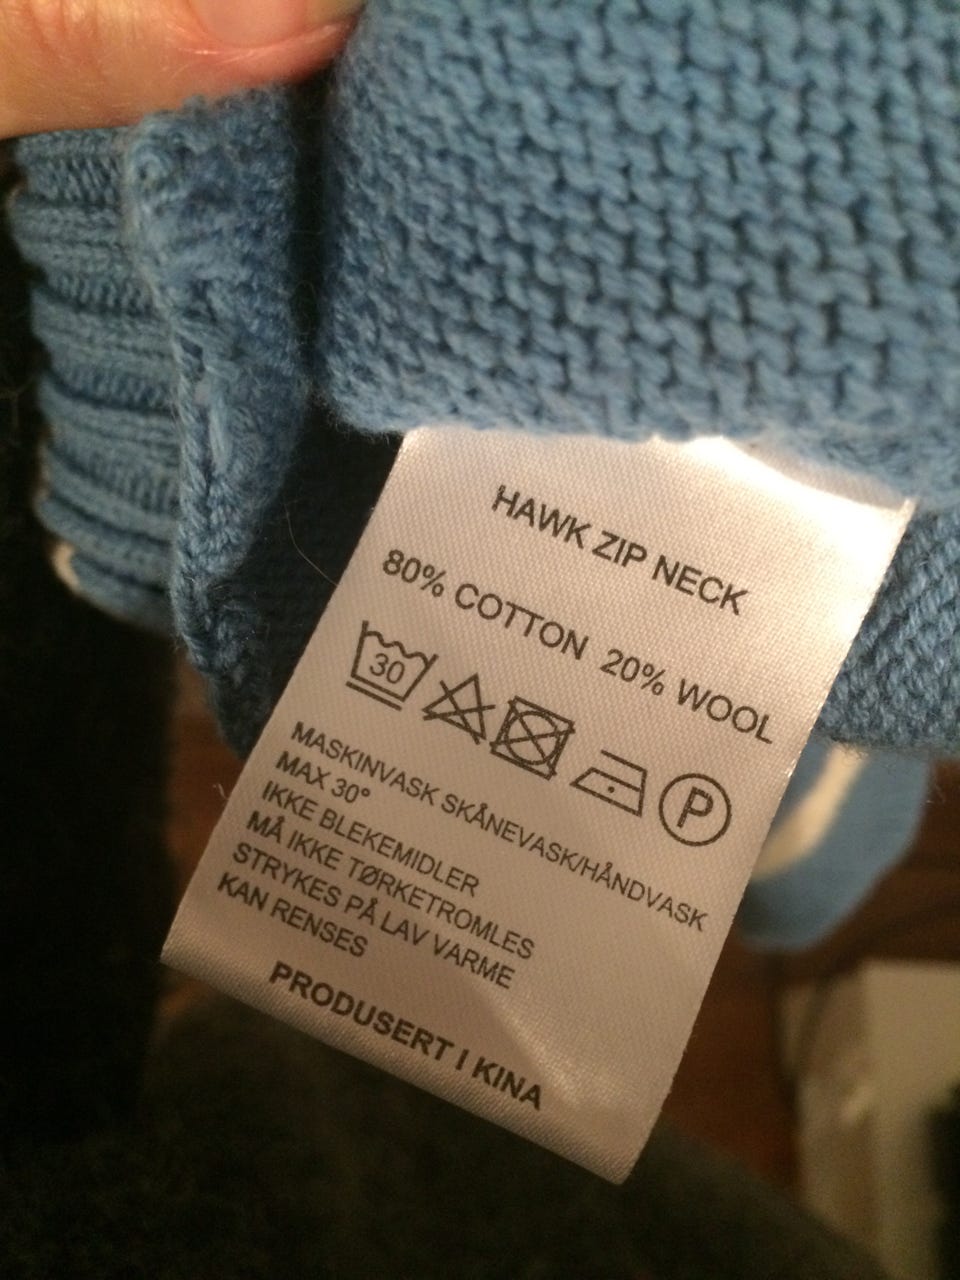 HAWK ZIP NECK
80% COTTON 20% WOOL
30 P
MASKINVASK SKÅNEVASK/HÅNDVASK
MAX 30°
IKKE BLEKEMIDLER
MÅ IKKE TØRKETROMLES
STRYKES PÅ LAV VARME
KAN RENSES
PRODUSERT I KINA